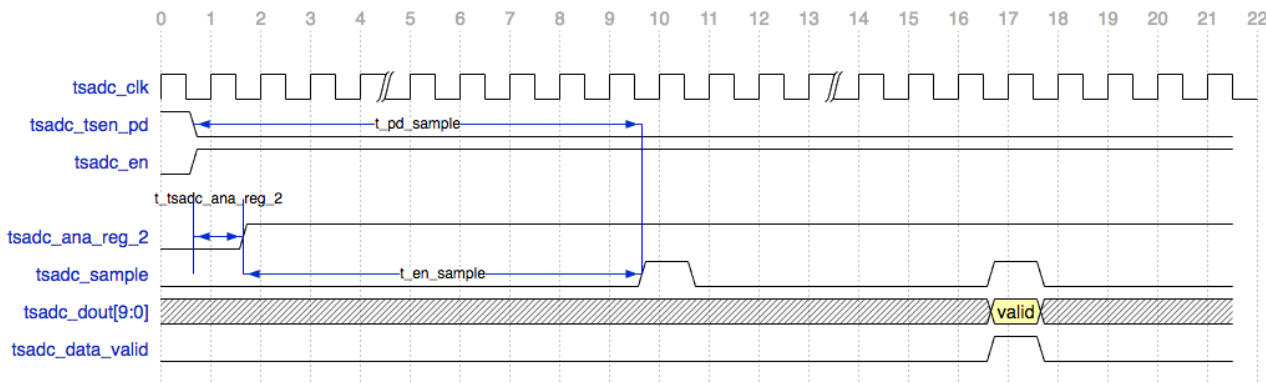 0 1 2 3 4 5 6 7 8 9 10 11 12 13 14 15 16 17 18 19 20 21 22
tsadc_clk
tsadc_tsen_pd t_pd_sample
tsadc_en
t_tsadc_ana_reg_2
tsadc_ana_reg_2
tsadc_sample t_en_sample
tsadc_dout[9:0] valid
tsadc_data_valid